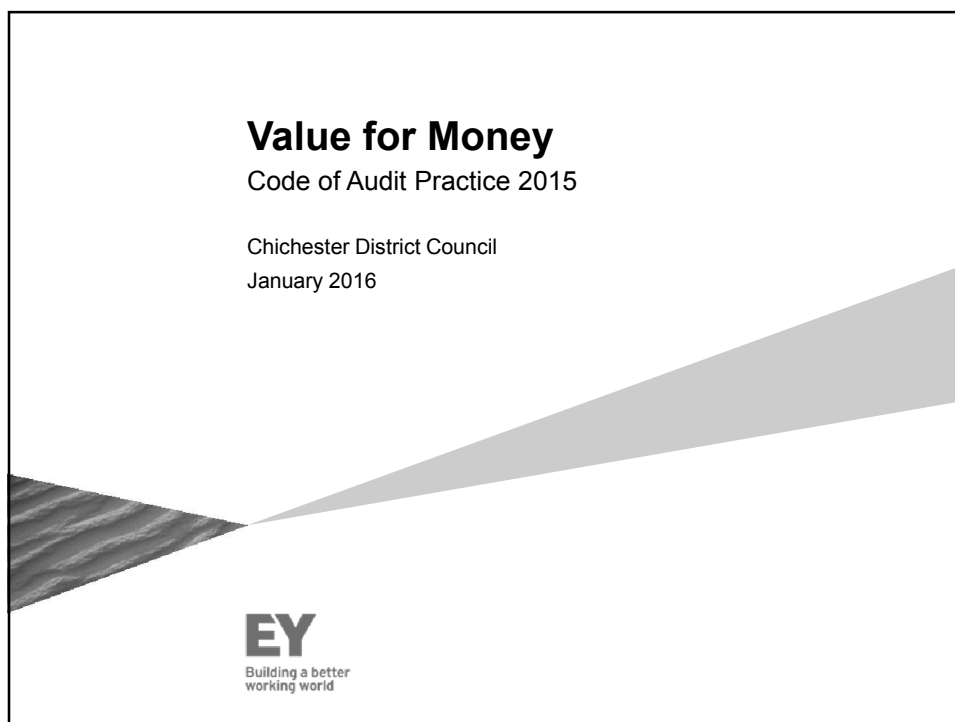 Value for Money
Code of Audit Practice 2015
Chichester District Council
January 2016
EY
Building a better
working world